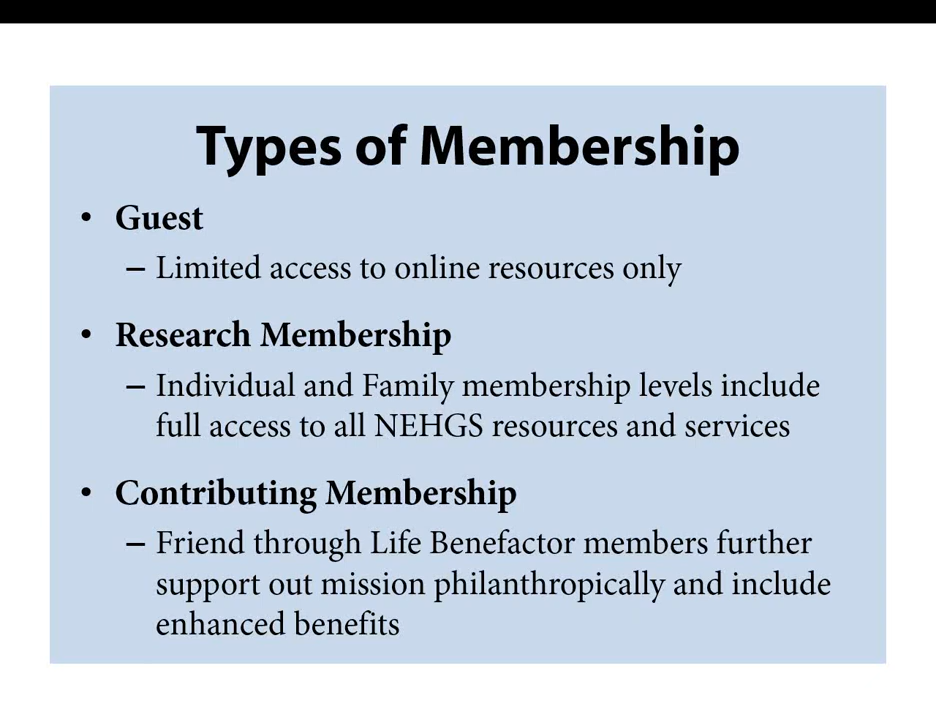 Types of Membership
• Guest
– Limited access to online resources only
• Research Membership
– Individual and Family membership levels include
full access to all NEHGS resources and services
• Contributing Membership
– Friend through Life Benefactor members further
support out mission philanthropically and include
enhanced benefits